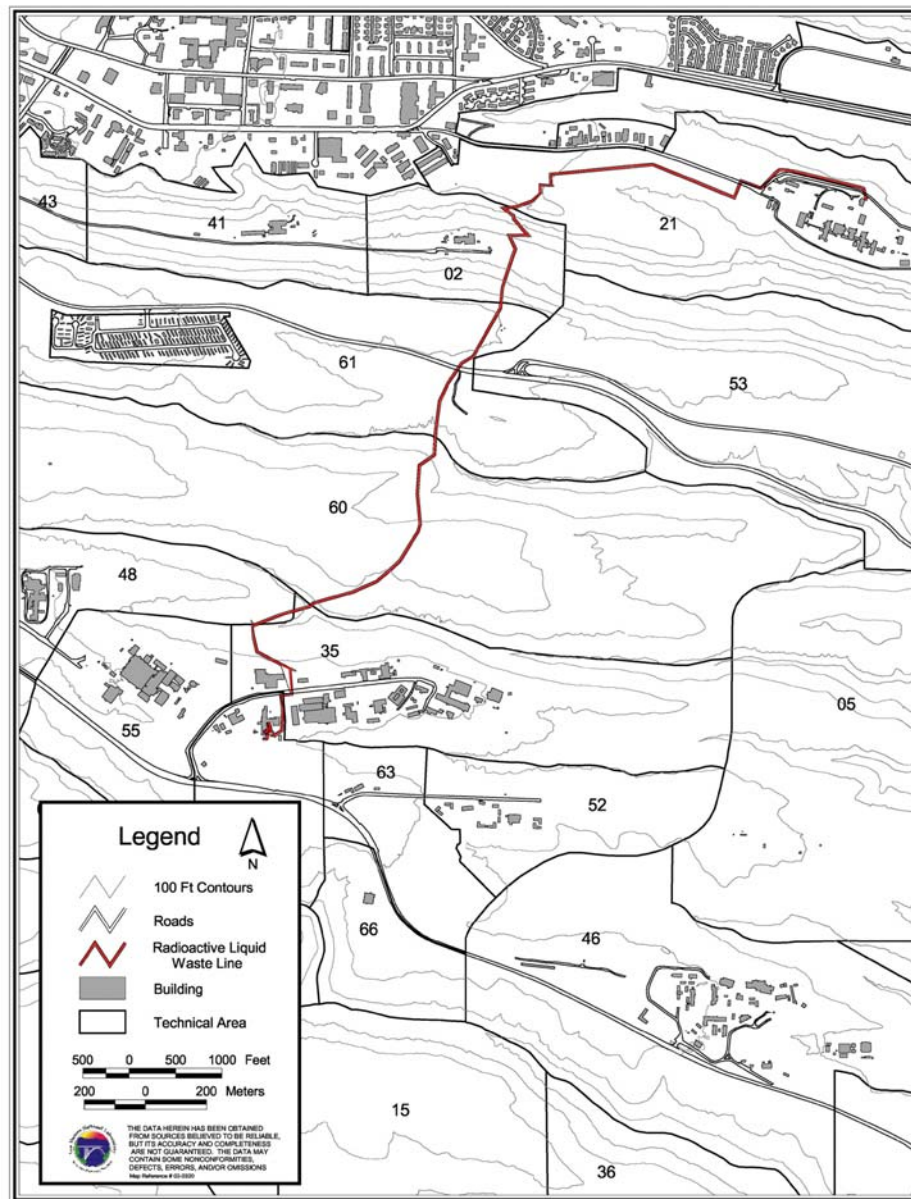 43
41
02
21
61
53
60
48
35
55
05
63
52
66
46
15
36
Legend
N
100 Ft Contours
Roads
Radioactive Liquid
Waste Line
Building
Technical Area
500 0 500 1000 Feet
200 0 200 Meters
THE DATA HEREIN HAS BEEN OBTAINED
FROM SOURCES BELIEVED TO BE RELIABLE,
BUT ITS ACCURACY AND COMPLETENESS
ARE NOT GUARANTEED. THE DATA MAY
CONTAIN SOME NONCONFORMITIES,
DEFECTS, ERRORS, AND/OR OMISSIONS
Map Reference #